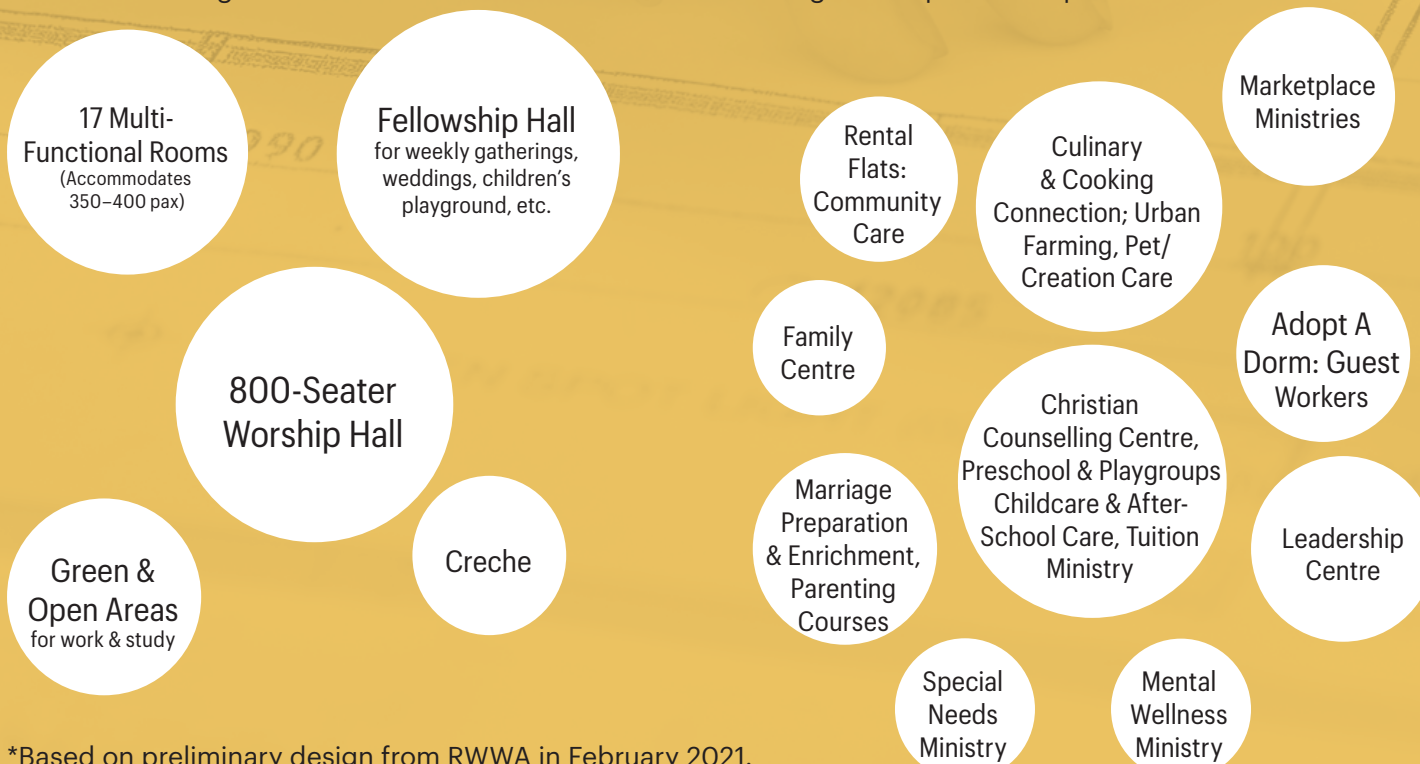 17 Multi-
Functional Rooms
(Accommodates
350–400 pax)
Fellowship Hall
for weekly gatherings,
weddings, children's
playground, etc.
800-Seater
Worship Hall
Green &
Open Areas
for work & study
Creche
Rental
Flats:
Community
Care
Culinary
& Cooking
Connection; Urban
Farming, Pet/
Creation Care
Marketplace
Ministries
Family
Centre
Adopt A
Dorm: Guest
Workers
Christian
Counselling Centre,
Preschool & Playgroups
Childcare & After-
School Care, Tuition
Ministry
Marriage
Preparation
& Enrichment,
Parenting
Courses
Leadership
Centre
Special
Needs
Ministry
Mental
Wellness
Ministry
*Based on preliminary design from RWWA in February 2021.